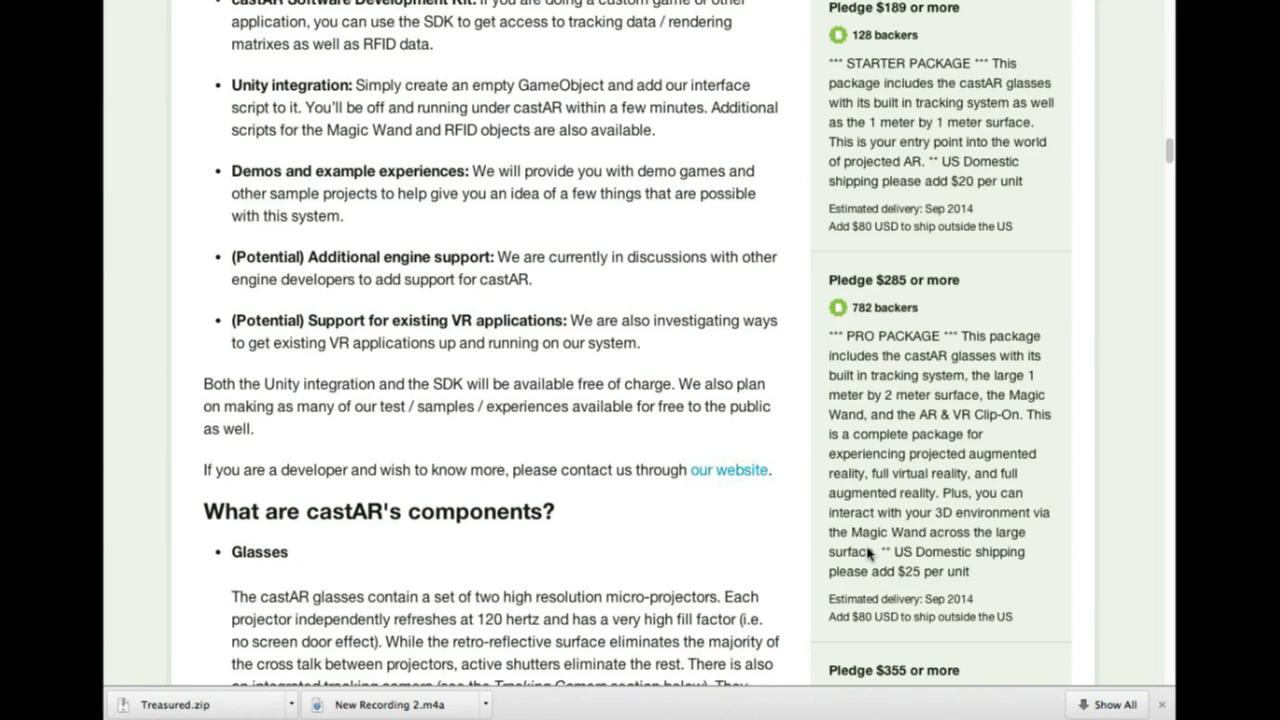 castAR Software Development Kit: If you are doing a custom game or other
application, you can use the SDK to get access to tracking data / rendering
matrixes as well as RFID data.
• Unity integration: Simply create an empty GameObject and add our interface
script to it. You'll be off and running under castAR within a few minutes. Additional
scripts for the Magic Wand and RFID objects are also available.
• Demos and example experiences: We will provide you with demo games and
other sample projects to help give you an idea of a few things that are possible
with this system.
• (Potential) Additional engine support: We are currently in discussions with other
engine developers to add support for castAR.
• (Potential) Support for existing VR applications: We are also investigating ways
to get existing VR applications up and running on our system.
Both the Unity integration and the SDK will be available free of charge. We also plan
on making as many of our test / samples / experiences available for free to the public
as well.
If you are a developer and wish to know more, please contact us through our website.
What are castAR's components?
• Glasses
The castAR glasses contain a set of two high resolution micro-projectors. Each
projector independently refreshes at 120 hertz and has a very high fill factor (i.e.
no screen door effect). While the retro-reflective surface eliminates the majority of
the cross talk between projectors, active shutters eliminate the rest. There is also
an integrated tracking camera (see the Tracking Camera section below). They
Pledge $189 or more
128 backers
*** STARTER PACKAGE *** This
package includes the castAR glasses
with its built in tracking system as well
as the 1 meter by 1 meter surface.
This is your entry point into the world
of projected AR. ** US Domestic
shipping please add $20 per unit
Estimated delivery: Sep 2014
Add $80 USD to ship outside the US
Pledge $285 or more
782 backers
*** PRO PACKAGE *** This package
includes the castAR glasses with its
built in tracking system, the large 1
meter by 2 meter surface, the Magic
Wand, and the AR & VR Clip-On. This
is a complete package for
experiencing projected augmented
reality, full virtual reality, and full
augmented reality. Plus, you can
interact with your 3D environment via
the Magic Wand across the large
surface. ** US Domestic shipping
please add $25 per unit
Estimated delivery: Sep 2014
Add $80 USD to ship outside the US
Pledge $355 or more
Treasured.zip
New Recording 2.m4a
Show All